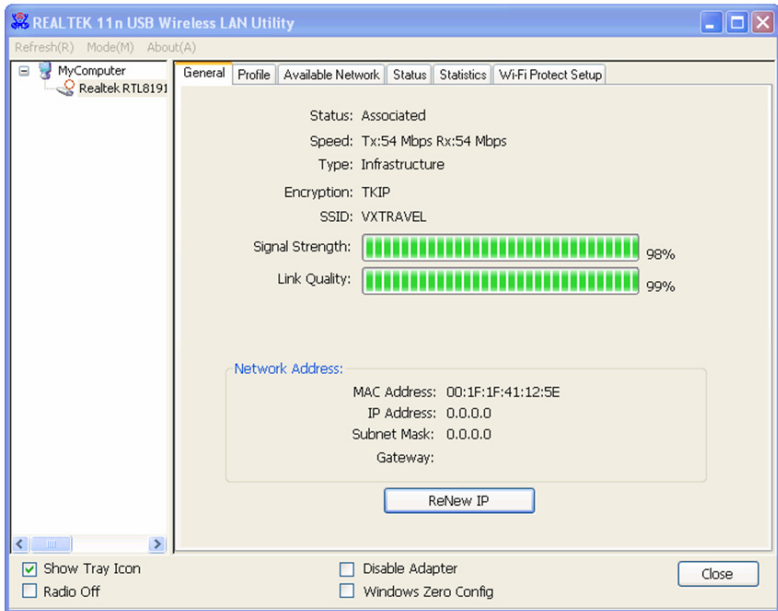 REALTEK 11n USB Wireless LAN Utility
Refresh(R) Mode(M) About(A)
MyComputer
Realtek RTL8191
General Profile Available Network Status Statistics Wi-Fi Protect Setup
Status: Associated
Speed: Tx:54 Mbps Rx:54 Mbps
Type: Infrastructure
Encryption: TKIP
SSID: VXTRAVEL
Signal Strength: 98%
Link Quality: 99%
Network Address:
MAC Address: 00:1F:1F:41:12:5E
IP Address: 0.0.0.0
Subnet Mask: 0.0.0.0
Gateway:
ReNew IP
Show Tray Icon Disable Adapter
Radio Off Windows Zero Config
Close